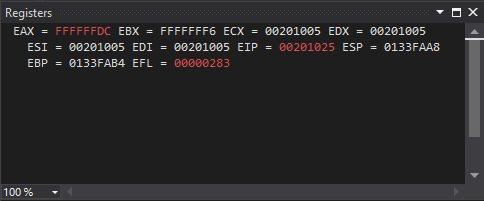 Registers
EAX = FFFFFFDC EBX = FFFFFFF6 ECX = 00201005 EDX = 00201005
ESI = 00201005 EDI = 00201005 EIP = 00201025 ESP = 0133FAA8
EBP = 0133FAB4 EFL = 00000283
100 %